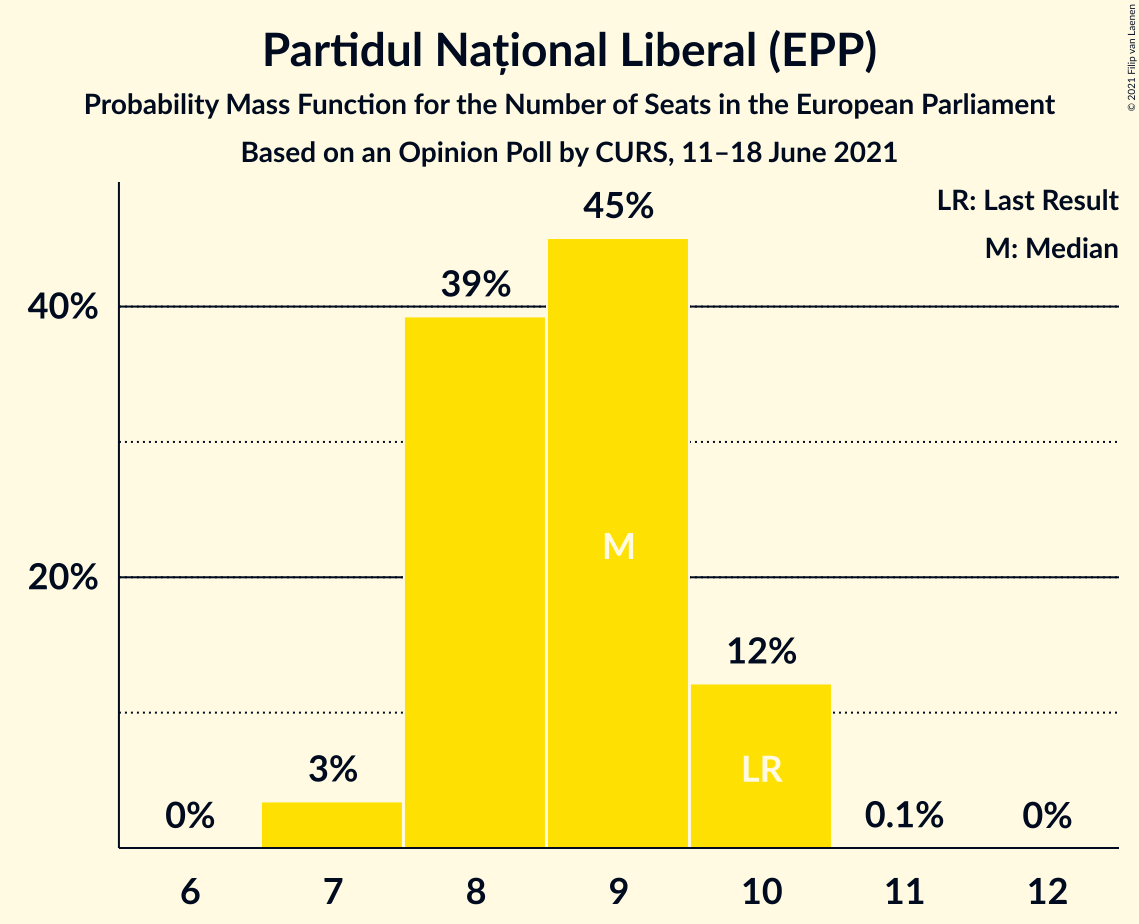 Partidul Național Liberal (EPP)
Probability Mass Function for the Number of Seats in the European Parliament
Based on an Opinion Poll by CURS, 11–18 June 2021
© 2021 Filip van Laenen
LR: Last Result
M: Median
45%
39%
40%
M
20%
12%
3%
LR
0%
0.1%
0%
6 7 8 9 10 11 12